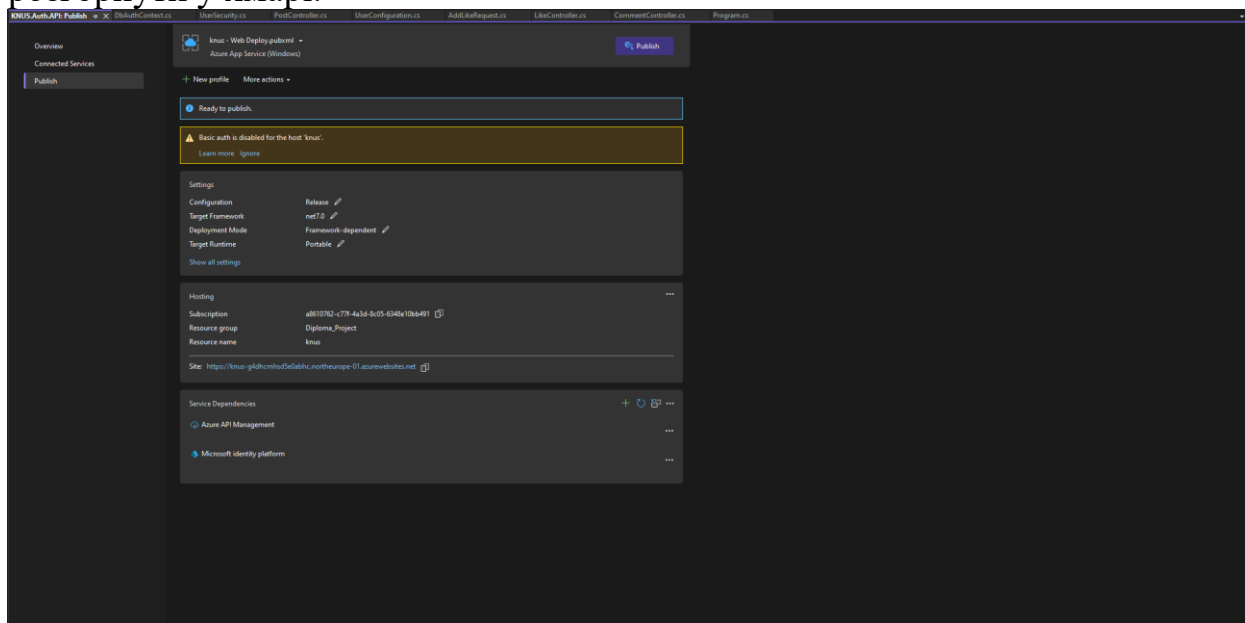 розгорнути у хмарі.
KNUS.Auth.API: Publish DbAuthContext.cs UserSecurity.cs PostController.cs UserConfiguration.cs AddLikeRequest.cs LikeController.cs CommentController.cs Program.cs
Overview
Connected Services
Publish
knus - Web Deploy.pubxml
Azure App Service (Windows)
Publish
New profile More actions
Ready to publish.
Basic auth is disabled for the host 'knus'.
Learn more Ignore
Settings
Configuration Release
Target Framework net7.0
Deployment Mode Framework-dependent
Target Runtime Portable
Show all settings
Hosting
Subscription a8610762-c77f-4a3d-8c05-6348e10bb491
Resource group Diploma_Project
Resource name knus
Site: https://knus-g4dhcmhsd5e0abhc.northeurope-01.azurewebsites.net
Service Dependencies
Azure API Management
Microsoft identity platform